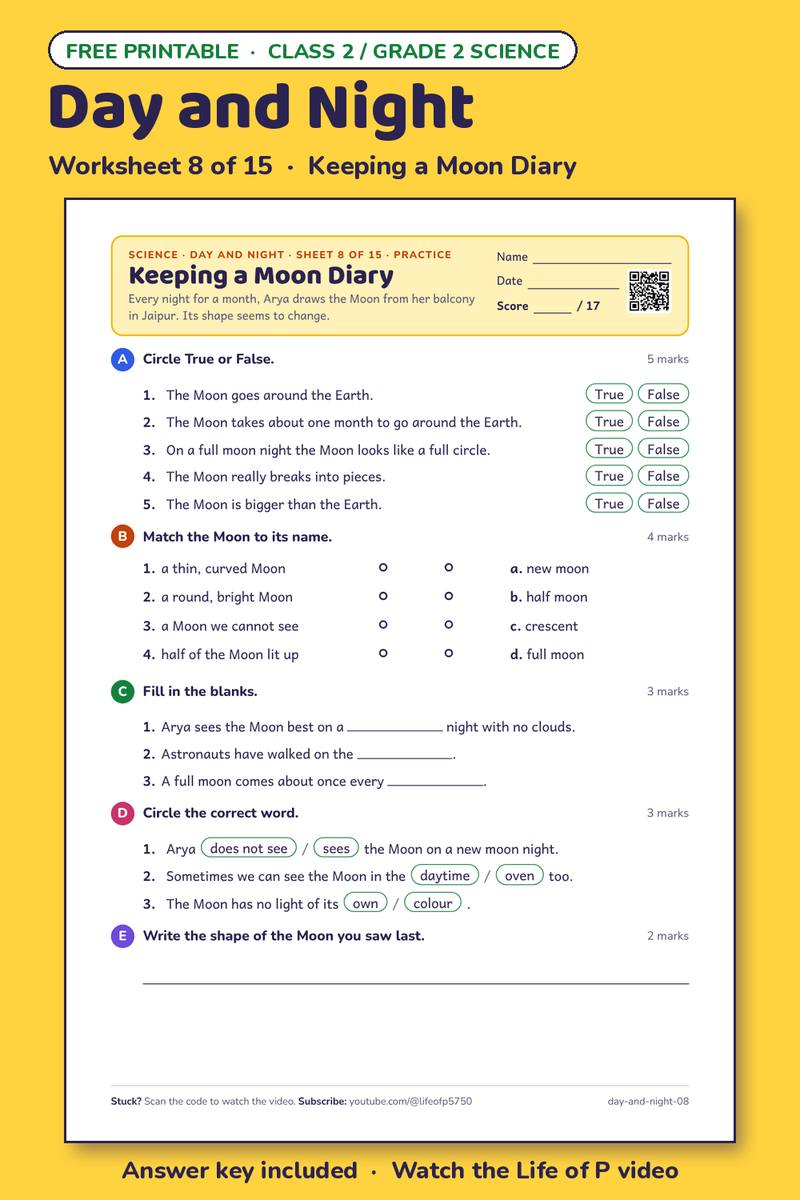 FREE PRINTABLE · CLASS 2 / GRADE 2 SCIENCE
Day and Night
Worksheet 8 of 15 · Keeping a Moon Diary
SCIENCE · DAY AND NIGHT · SHEET 8 OF 15 · PRACTICE
Keeping a Moon Diary
Every night for a month, Arya draws the Moon from her balcony
in Jaipur. Its shape seems to change.
Name ____
Date ____
Score ____ / 17
A Circle True or False. 5 marks
1. The Moon goes around the Earth. True False
2. The Moon takes about one month to go around the Earth. True False
3. On a full moon night the Moon looks like a full circle. True False
4. The Moon really breaks into pieces. True False
5. The Moon is bigger than the Earth. True False
B Match the Moon to its name. 4 marks
1. a thin, curved Moon a. new moon
2. a round, bright Moon b. half moon
3. a Moon we cannot see c. crescent
4. half of the Moon lit up d. full moon
C Fill in the blanks. 3 marks
1. Arya sees the Moon best on a ____ night with no clouds.
2. Astronauts have walked on the ____.
3. A full moon comes about once every ____.
D Circle the correct word. 3 marks
1. Arya does not see / sees the Moon on a new moon night.
2. Sometimes we can see the Moon in the daytime / oven too.
3. The Moon has no light of its own / colour .
E Write the shape of the Moon you saw last. 2 marks
Stuck? Scan the code to watch the video. Subscribe: youtube.com/@lifeofp5750 day-and-night-08
Answer key included · Watch the Life of P video